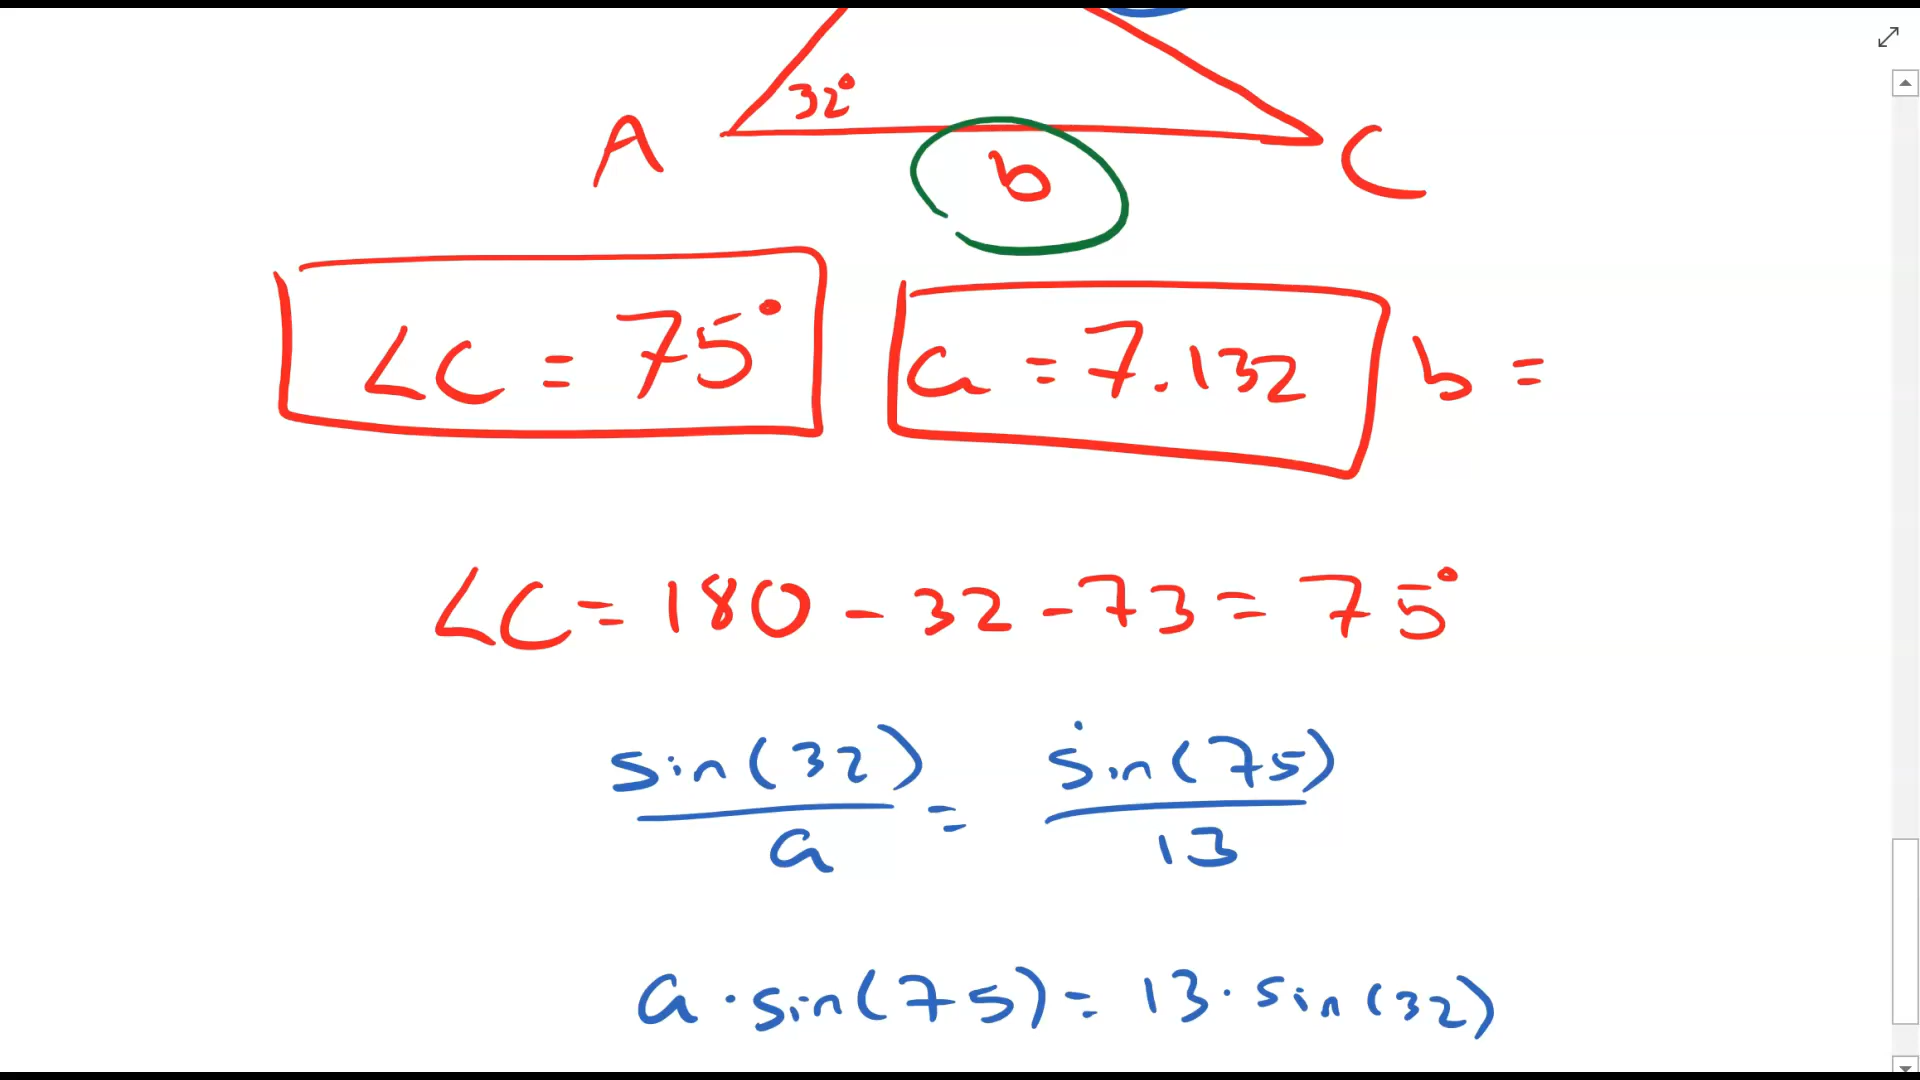 32°
A
b
C
∠C = 75°
a = 7.132
b =
∠C = 180 - 32 - 73 = 75°
sin(32)/a = sin(75)/13
a · sin(75) = 13 · sin(32)